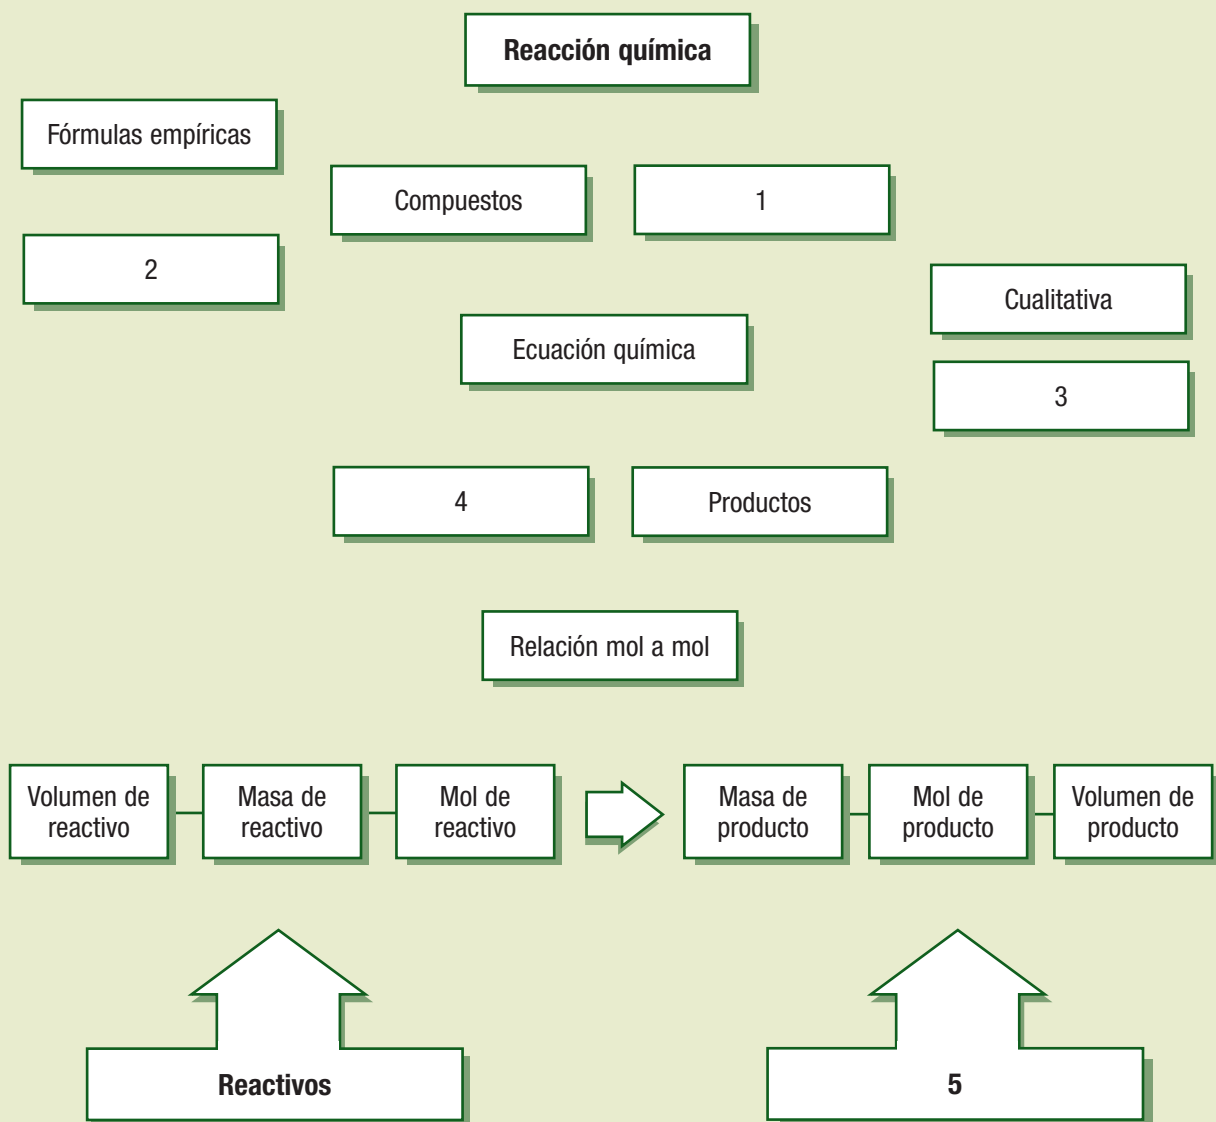 Reacción química
Fórmulas empíricas
Compuestos
1
2
Cualitativa
Ecuación química
3
4
Productos
Relación mol a mol
Volumen de
reactivo
Masa de
reactivo
Mol de
reactivo
Masa de
producto
Mol de
producto
Volumen de
producto
Reactivos
5